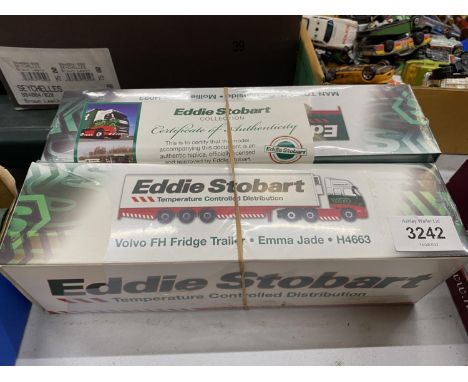 39
SEYCHELLES
Eddie Stobart
COLLECTION
Certificate of Authenticity
This is to certify that the model
accompanying this document is an
authentic replica, officially licensed
and approved by Eddie Stobart.
Eddie Stobart
Eddie Stobart
Temperature Controlled Distribution
VOLVO
Volvo FH Fridge Trailer • Emma Jade • H4663
3242
Eddie Stobart
Temperature Controlled Distribution